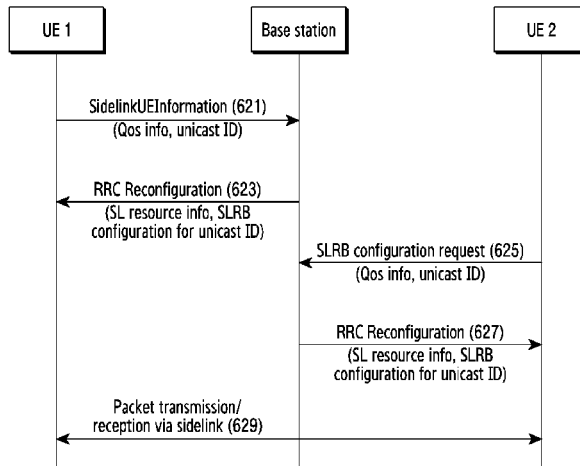 UE 1
Base station
UE 2
SidelinkUEInformation (621)
(Qos info, unicast ID)
RRC Reconfiguration (623)
(SL resource info, SLRB
configuration for unicast ID)
SLRB configuration request (625)
(Qos info, unicast ID)
RRC Reconfiguration (627)
(SL resource info, SLRB
configuration for unicast ID)
Packet transmission/
reception via sidelink (629)